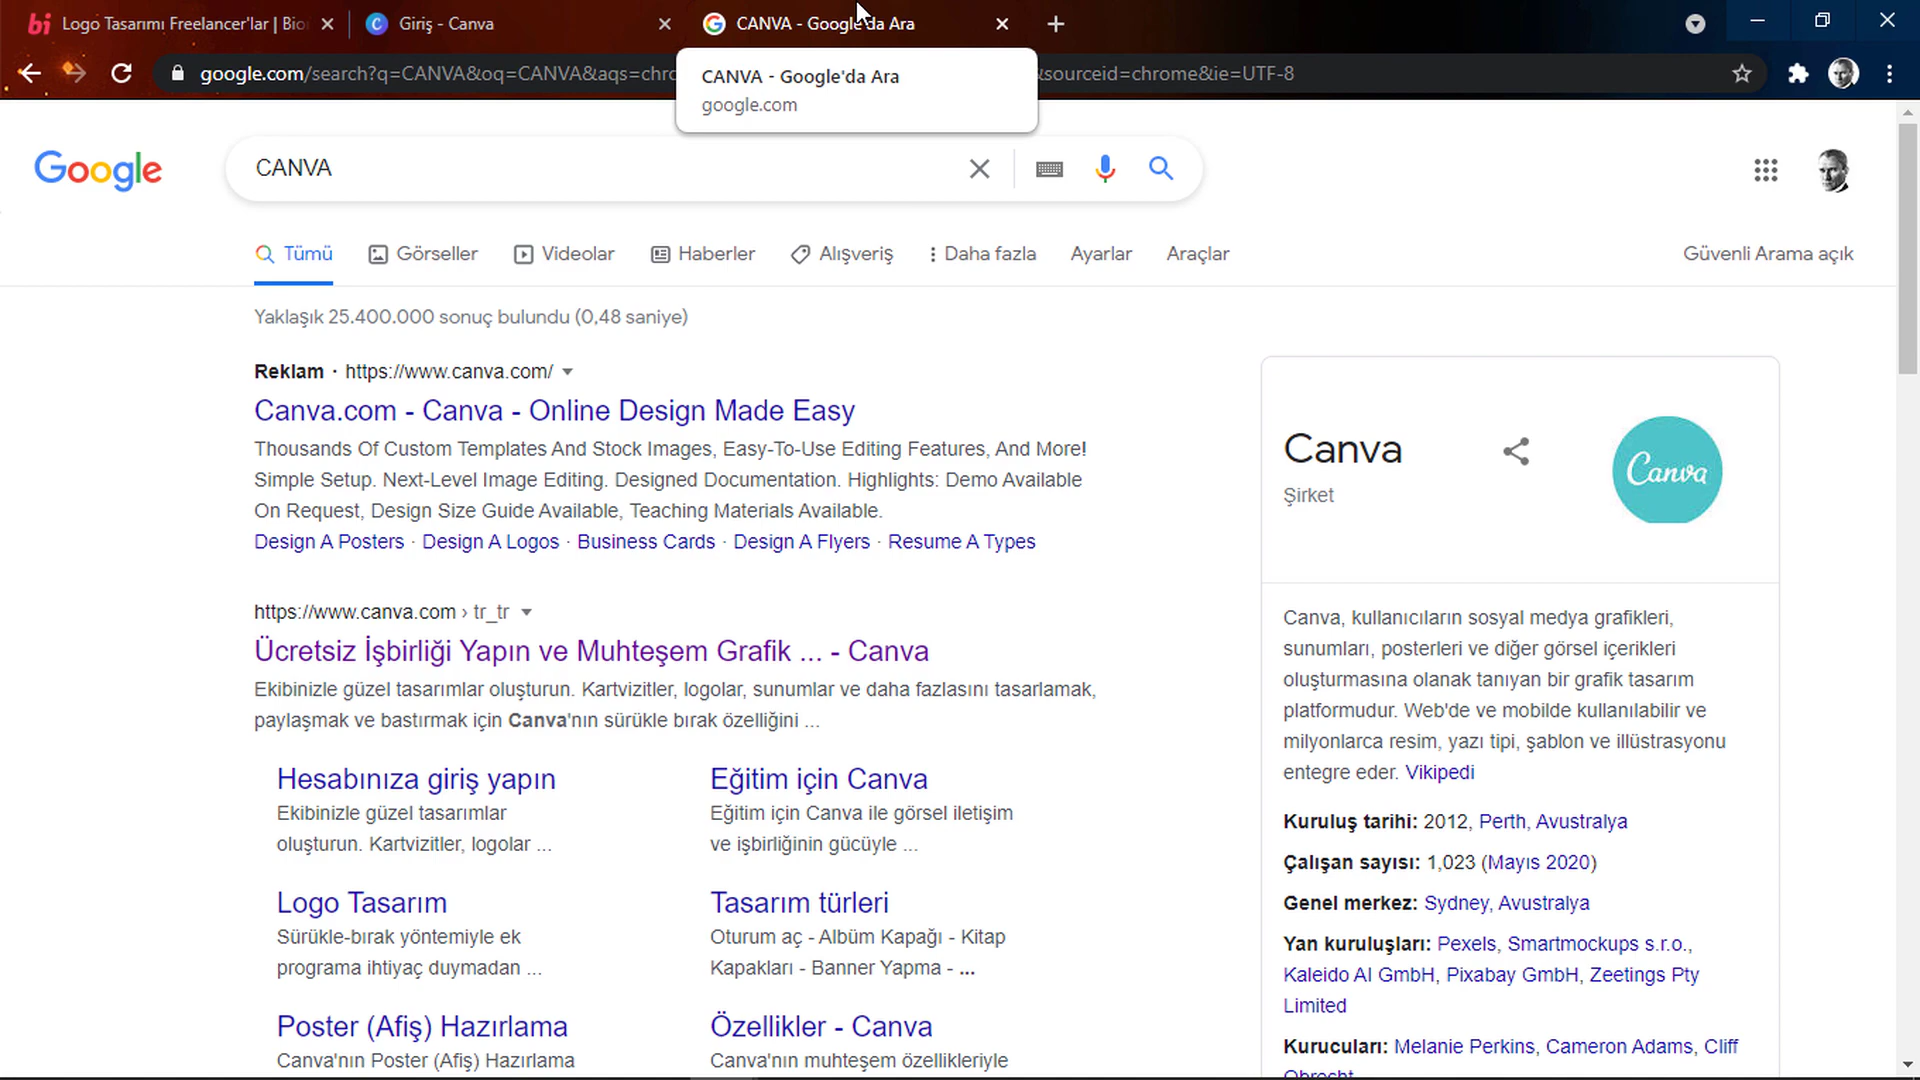 Logo Tasarımı Freelancer'lar | Bio
Giriş - Canva
CANVA - Google'da Ara
google.com/search?q=CANVA&oq=CANVA&aqs=chro
&sourceid=chrome&ie=UTF-8
CANVA - Google'da Ara
google.com
Google
CANVA
Tümü
Görseller
Videolar
Haberler
Alışveriş
Daha fazla
Ayarlar
Araçlar
Güvenli Arama açık
Yaklaşık 25.400.000 sonuç bulundu (0,48 saniye)
Reklam · https://www.canva.com/
Canva.com - Canva - Online Design Made Easy
Thousands Of Custom Templates And Stock Images, Easy-To-Use Editing Features, And More!
Simple Setup. Next-Level Image Editing. Designed Documentation. Highlights: Demo Available
On Request, Design Size Guide Available, Teaching Materials Available.
Design A Posters · Design A Logos · Business Cards · Design A Flyers · Resume A Types
https://www.canva.com › tr_tr
Ücretsiz İşbirliği Yapın ve Muhteşem Grafik ... - Canva
Ekibinizle güzel tasarımlar oluşturun. Kartvizitler, logolar, sunumlar ve daha fazlasını tasarlamak,
paylaşmak ve bastırmak için Canva'nın sürükle bırak özelliğini ...
Hesabınıza giriş yapın
Ekibinizle güzel tasarımlar
oluşturun. Kartvizitler, logolar ...
Eğitim için Canva
Eğitim için Canva ile görsel iletişim
ve işbirliğinin gücüyle ...
Logo Tasarım
Sürükle-bırak yöntemiyle ek
programa ihtiyaç duymadan ...
Tasarım türleri
Oturum aç - Albüm Kapağı - Kitap
Kapakları - Banner Yapma - ...
Poster (Afiş) Hazırlama
Canva'nın Poster (Afiş) Hazırlama
Özellikler - Canva
Canva'nın muhteşem özellikleriyle
Canva
Şirket
Canva
Canva, kullanıcıların sosyal medya grafikleri,
sunumları, posterleri ve diğer görsel içerikleri
oluşturmasına olanak tanıyan bir grafik tasarım
platformudur. Web'de ve mobilde kullanılabilir ve
milyonlarca resim, yazı tipi, şablon ve illüstrasyonu
entegre eder. Vikipedi
Kuruluş tarihi: 2012, Perth, Avustralya
Çalışan sayısı: 1,023 (Mayıs 2020)
Genel merkez: Sydney, Avustralya
Yan kuruluşları: Pexels, Smartmockups s.r.o.,
Kaleido AI GmbH, Pixabay GmbH, Zeetings Pty
Limited
Kurucuları: Melanie Perkins, Cameron Adams, Cliff
Obrecht